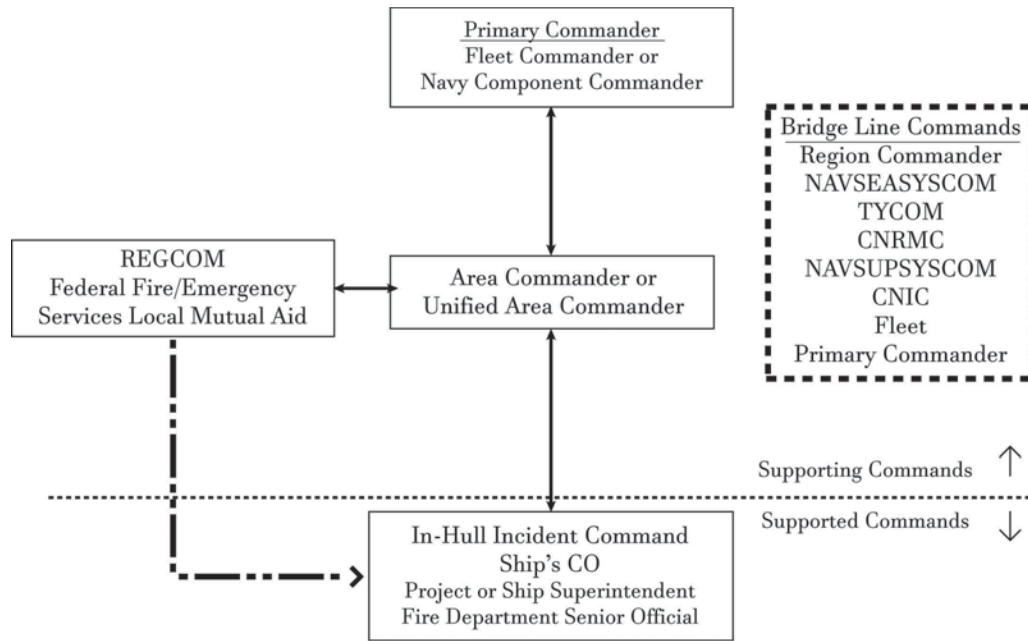 Primary Commander
Fleet Commander or
Navy Component Commander
Bridge Line Commands
Region Commander
NAVSEASYSCOM
TYCOM
CNRMC
NAVSUPSYSCOM
CNIC
Fleet
Primary Commander
REGCOM
Federal Fire/Emergency
Services Local Mutual Aid
Area Commander or
Unified Area Commander
Supporting Commands
Supported Commands
In-Hull Incident Command
Ship's CO
Project or Ship Superintendent
Fire Department Senior Official